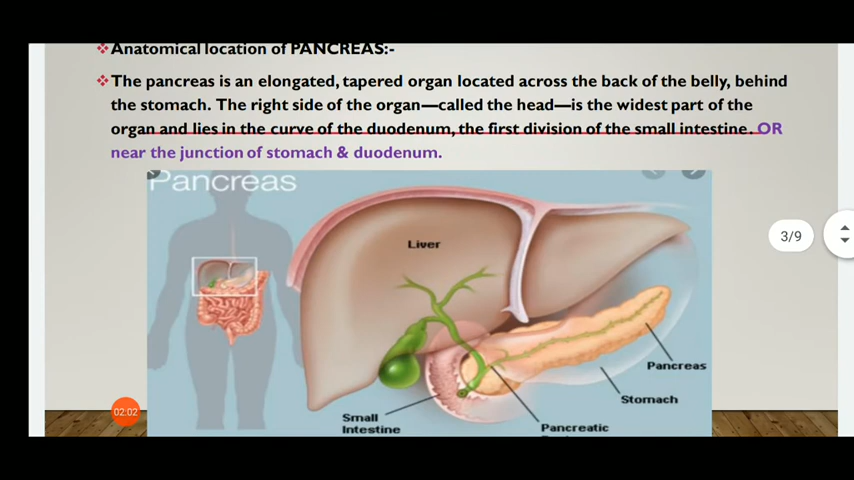 ❖Anatomical location of PANCREAS:-
❖The pancreas is an elongated, tapered organ located across the back of the belly, behind
the stomach. The right side of the organ—called the head—is the widest part of the
organ and lies in the curve of the duodenum, the first division of the small intestine. OR
near the junction of stomach & duodenum.
Pancreas
Liver
3/9
Pancreas
Stomach
02:02
Small
Intestine
Pancreatic